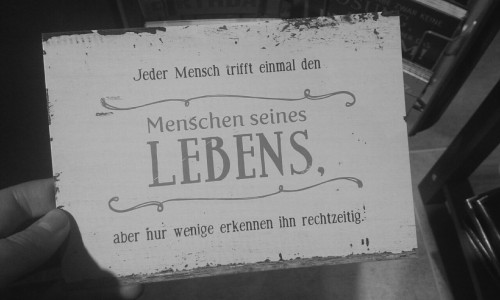 Jeder Mensch trifft einmal den
Menschen seines
LEBENS,
aber nur wenige erkennen ihn rechtzeitig.